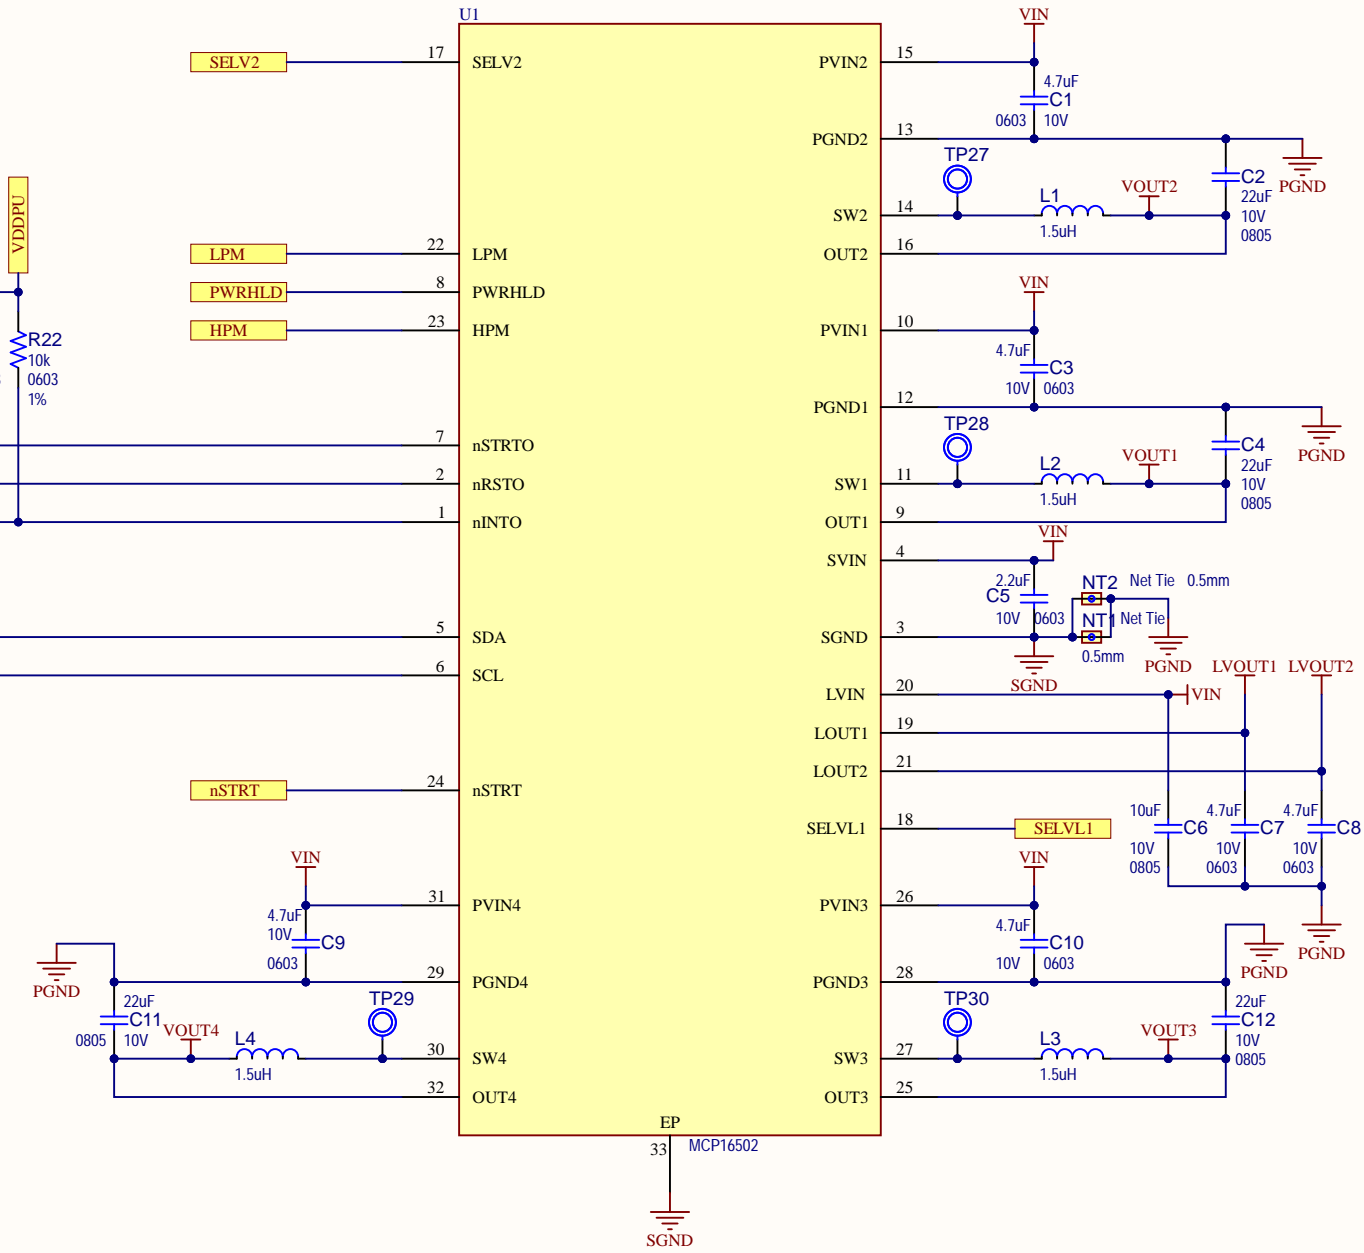 U1
VIN
17 SELV2
SELV2
PVIN2 15
4.7uF
C1
0603 10V
PGND2 13
TP27
C2
22uF
10V
0805
PGND
VOUT2
L1
SW2 14
1.5uH
OUT2 16
VDDPU
LPM
22 LPM
PWRHLD
8 PWRHLD
HPM
23 HPM
R22
10k
0603
1%
VIN
PVIN1 10
4.7uF
C3
10V 0603
PGND1 12
TP28
C4
22uF
10V
0805
PGND
VOUT1
L2
SW1 11
1.5uH
OUT1 9
7 nSTRTO
2 nRSTO
1 nINTO
VIN
SVIN 4
2.2uF
C5
10V 0603
NT2 Net Tie 0.5mm
NT1 Net Tie
0.5mm
SGND 3
SGND
PGND
5 SDA
6 SCL
LVOUT1 LVOUT2
LVIN 20
VIN
LOUT1 19
LOUT2 21
nSTRT
24 nSTRT
SELVL1 18
SELVL1
10uF
C6
10V
0805
4.7uF
C7
10V
0603
4.7uF
C8
10V
0603
PGND
VIN
31 PVIN4
4.7uF
10V
C9
0603
PGND
29 PGND4
22uF
C11
0805 10V
VOUT4
L4
1.5uH
TP29
30 SW4
32 OUT4
VIN
PVIN3 26
4.7uF
C10
10V 0603
PGND3 28
PGND
TP30
22uF
C12
10V
0805
VOUT3
L3
SW3 27
1.5uH
OUT3 25
EP
33
MCP16502
SGND